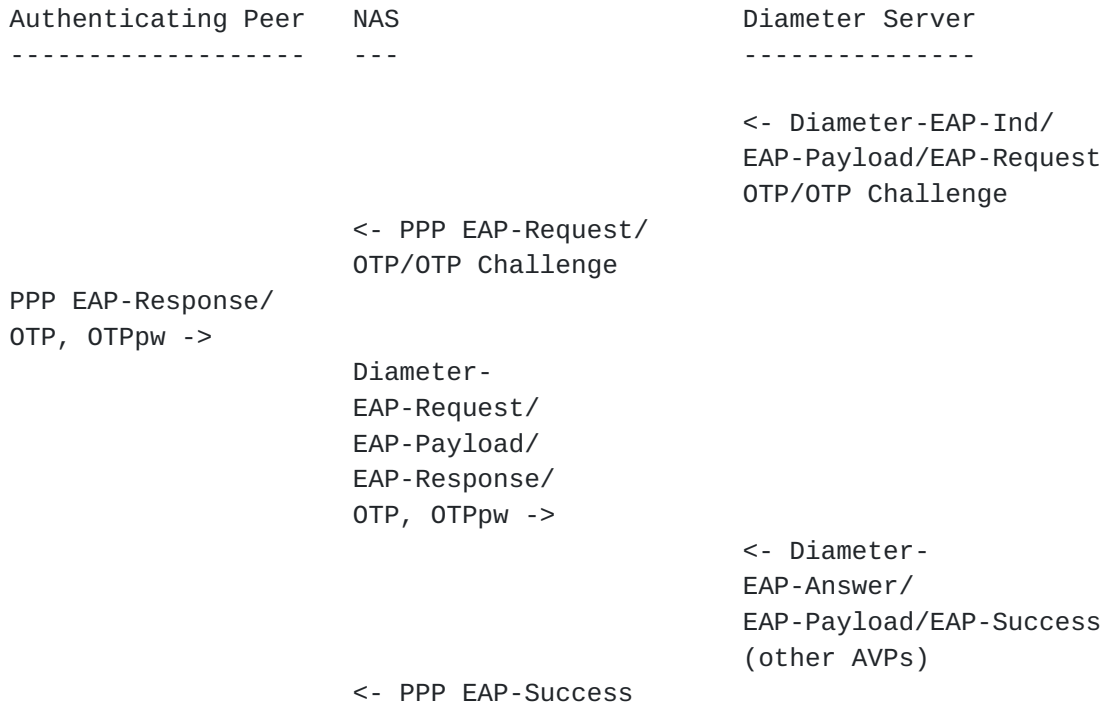 Authenticating Peer   NAS                      Diameter Server
-------------------   ---                      ---------------
                                               <- Diameter-EAP-Ind/
                                               EAP-Payload/EAP-Request
                                               OTP/OTP Challenge
                      <- PPP EAP-Request/
                      OTP/OTP Challenge
PPP EAP-Response/
OTP, OTPpw ->
                      Diameter-
                      EAP-Request/
                      EAP-Payload/
                      EAP-Response/
                      OTP, OTPpw ->
                                               <- Diameter-
                                               EAP-Answer/
                                               EAP-Payload/EAP-Success
                                               (other AVPs)
                      <- PPP EAP-Success